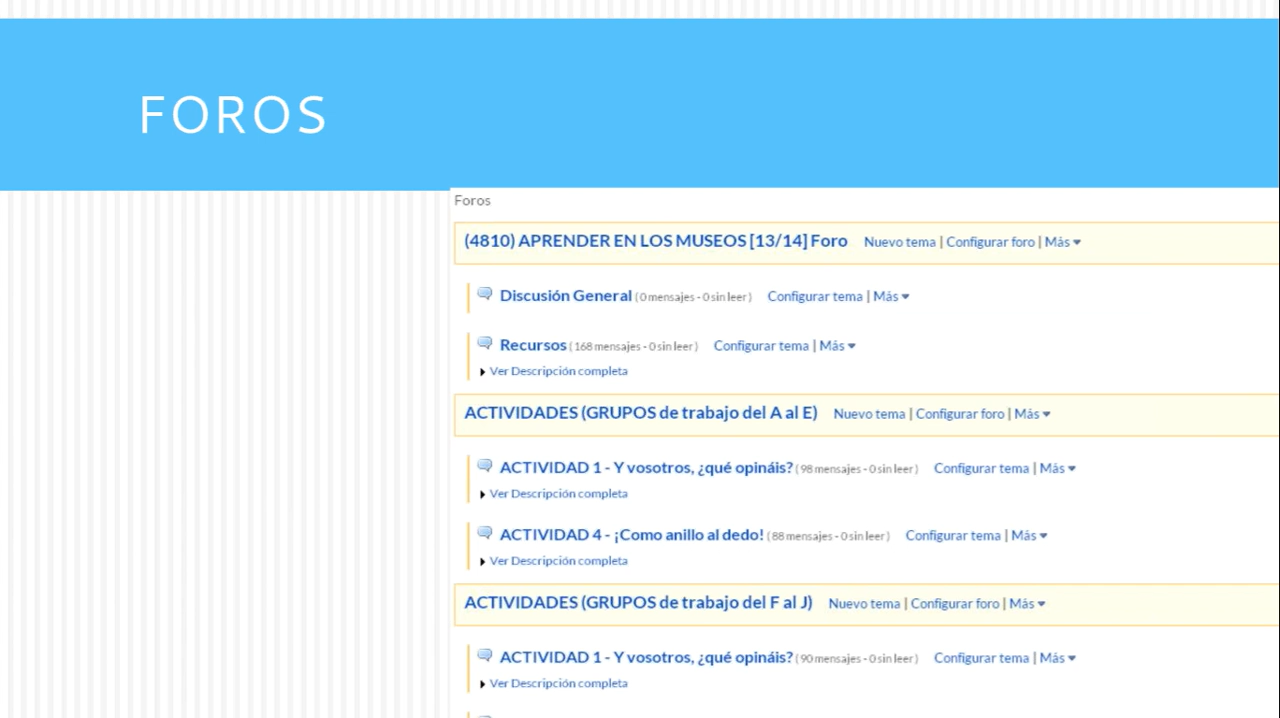 FOROS
Foros
(4810) APRENDER EN LOS MUSEOS [13/14] Foro Nuevo tema | Configurar foro | Más
Discusión General (0 mensajes - 0 sin leer) Configurar tema | Más
Recursos (168 mensajes - 0 sin leer) Configurar tema | Más
Ver Descripción completa
ACTIVIDADES (GRUPOS de trabajo del A al E) Nuevo tema | Configurar foro | Más
ACTIVIDAD 1 - Y vosotros, ¿qué opináis? (98 mensajes - 0 sin leer) Configurar tema | Más
Ver Descripción completa
ACTIVIDAD 4 - ¡Como anillo al dedo! (88 mensajes - 0 sin leer) Configurar tema | Más
Ver Descripción completa
ACTIVIDADES (GRUPOS de trabajo del F al J) Nuevo tema | Configurar foro | Más
ACTIVIDAD 1 - Y vosotros, ¿qué opináis? (90 mensajes - 0 sin leer) Configurar tema | Más
Ver Descripción completa